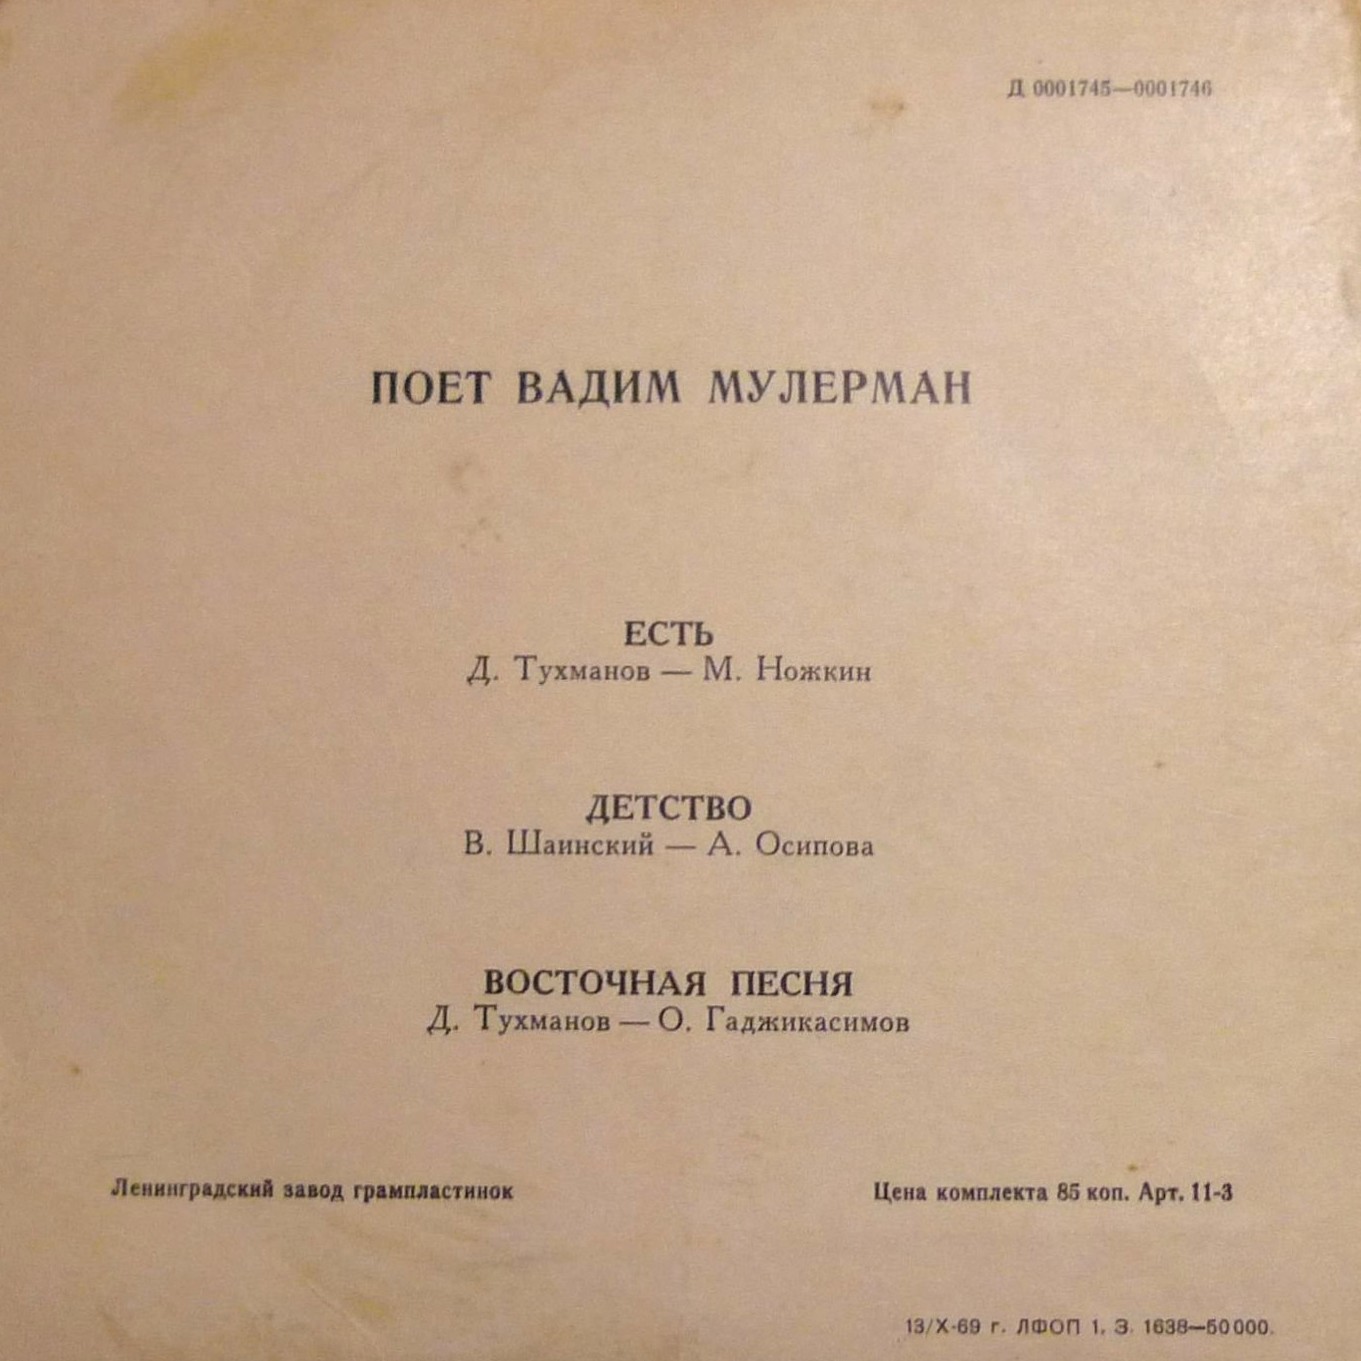 Д 0001745—0001746
ПОЕТ ВАДИМ МУЛЕРМАН
ЕСТЬ
Д. Тухманов — М. Ножкин
ДЕТСТВО
В. Шаинский — А. Осипова
ВОСТОЧНАЯ ПЕСНЯ
Д. Тухманов — О. Гаджикасимов
Ленинградский завод грампластинок
Цена комплекта 85 коп. Арт. 11-3
13/X-69 г. ЛФОП 1. З. 1638—50000.